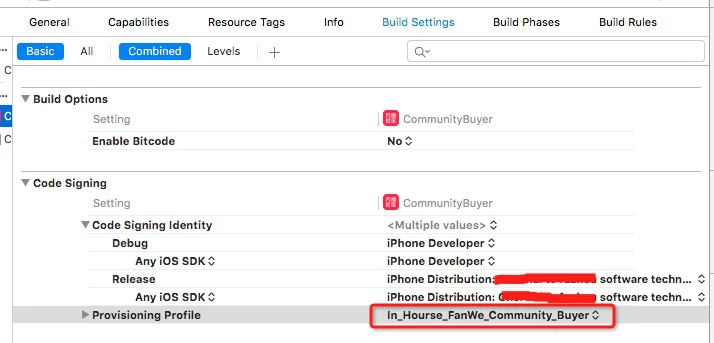 General Capabilities Resource Tags Info Build Settings Build Phases Build Rules
Basic All Combined Levels
Build Options
Setting CommunityBuyer
Enable Bitcode No
Code Signing
Setting CommunityBuyer
Code Signing Identity <Multiple values>
Debug iPhone Developer
Any iOS SDK iPhone Developer
Release iPhone Distribution: software techn...
Any iOS SDK iPhone Distribution: software techn...
Provisioning Profile In_Hourse_FanWe_Community_Buyer